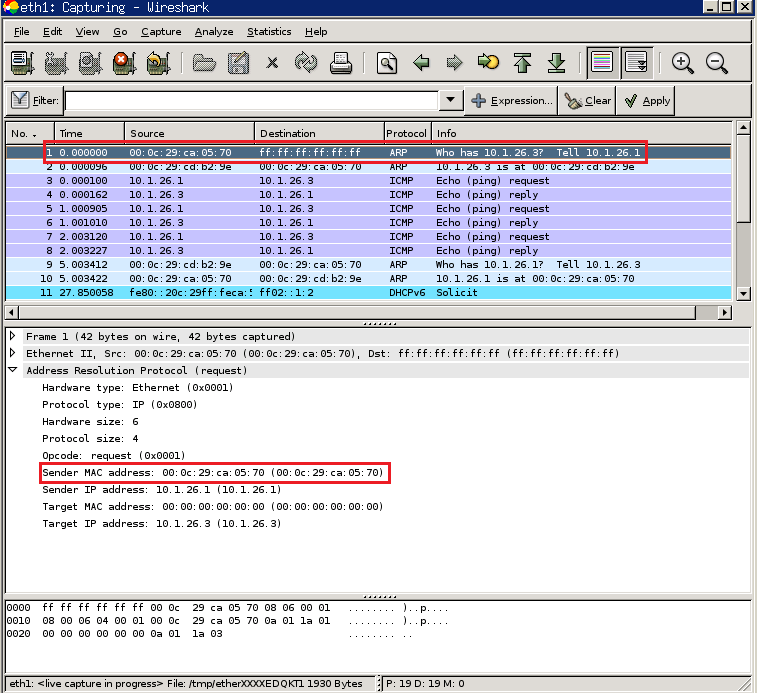 eth1: Capturing - Wireshark
File Edit View Go Capture Analyze Statistics Help
Filter: Expression... Clear Apply
No. . Time Source Destination Protocol Info
1 0.000000 00:0c:29:ca:05:70 ff:ff:ff:ff:ff:ff ARP Who has 10.1.26.3? Tell 10.1.26.1
2 0.000096 00:0c:29:cd:b2:9e 00:0c:29:ca:05:70 ARP 10.1.26.3 is at 00:0c:29:cd:b2:9e
3 0.000100 10.1.26.1 10.1.26.3 ICMP Echo (ping) request
4 0.000162 10.1.26.3 10.1.26.1 ICMP Echo (ping) reply
5 1.000905 10.1.26.1 10.1.26.3 ICMP Echo (ping) request
6 1.001010 10.1.26.3 10.1.26.1 ICMP Echo (ping) reply
7 2.003120 10.1.26.1 10.1.26.3 ICMP Echo (ping) request
8 2.003227 10.1.26.3 10.1.26.1 ICMP Echo (ping) reply
9 5.003412 00:0c:29:cd:b2:9e 00:0c:29:ca:05:70 ARP Who has 10.1.26.1? Tell 10.1.26.3
10 5.003422 00:0c:29:ca:05:70 00:0c:29:cd:b2:9e ARP 10.1.26.1 is at 00:0c:29:ca:05:70
11 27.850058 fe80::20c:29ff:feca:5 ff02::1:2 DHCPv6 Solicit
Frame 1 (42 bytes on wire, 42 bytes captured)
Ethernet II, Src: 00:0c:29:ca:05:70 (00:0c:29:ca:05:70), Dst: ff:ff:ff:ff:ff:ff (ff:ff:ff:ff:ff:ff)
Address Resolution Protocol (request)
Hardware type: Ethernet (0x0001)
Protocol type: IP (0x0800)
Hardware size: 6
Protocol size: 4
Opcode: request (0x0001)
Sender MAC address: 00:0c:29:ca:05:70 (00:0c:29:ca:05:70)
Sender IP address: 10.1.26.1 (10.1.26.1)
Target MAC address: 00:00:00:00:00:00 (00:00:00:00:00:00)
Target IP address: 10.1.26.3 (10.1.26.3)
0000 ff ff ff ff ff ff 00 0c 29 ca 05 70 08 06 00 01 ........ )..p....
0010 08 00 06 04 00 01 00 0c 29 ca 05 70 0a 01 1a 01 ........ )..p....
0020 00 00 00 00 00 00 0a 01 1a 03 ........ ..
eth1: <live capture in progress> File: /tmp/etherXXXXEDQKT1 1930 Bytes P: 19 D: 19 M: 0